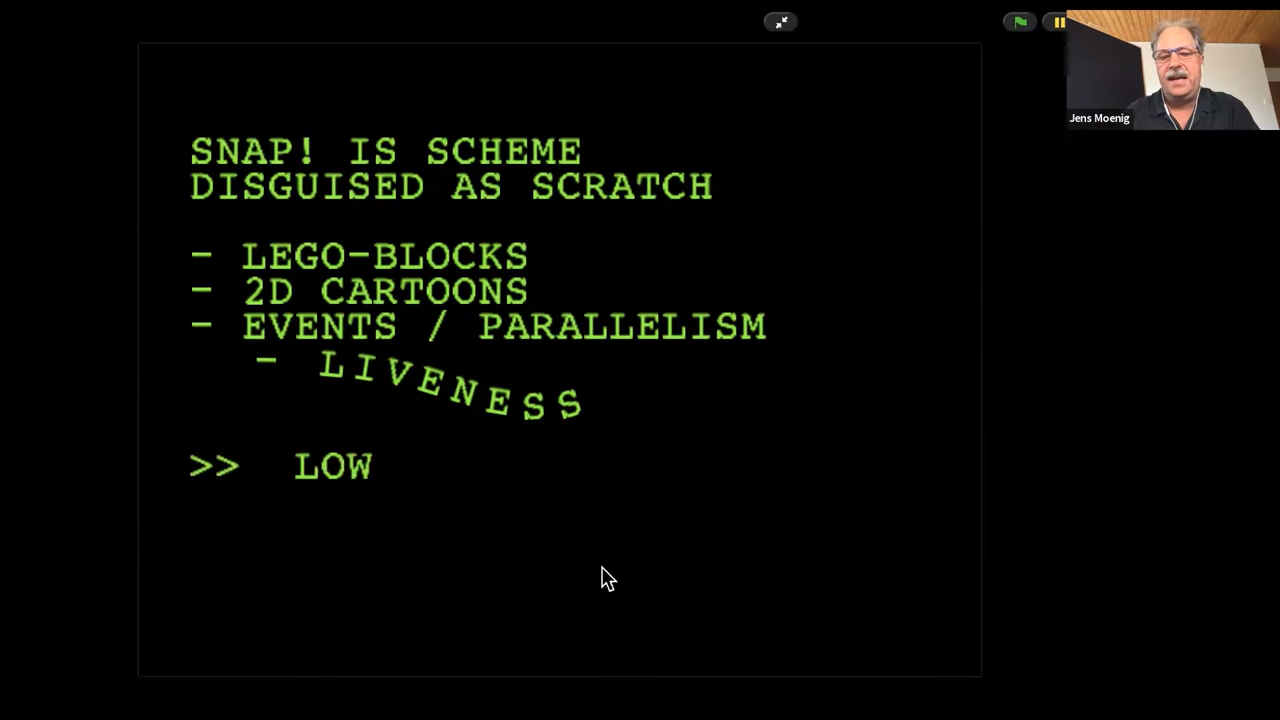 SNAP! IS SCHEME
DISGUISED AS SCRATCH
- LEGO-BLOCKS
- 2D CARTOONS
- EVENTS / PARALLELISM
- LIVENESS
>> LOW
Jens Moenig